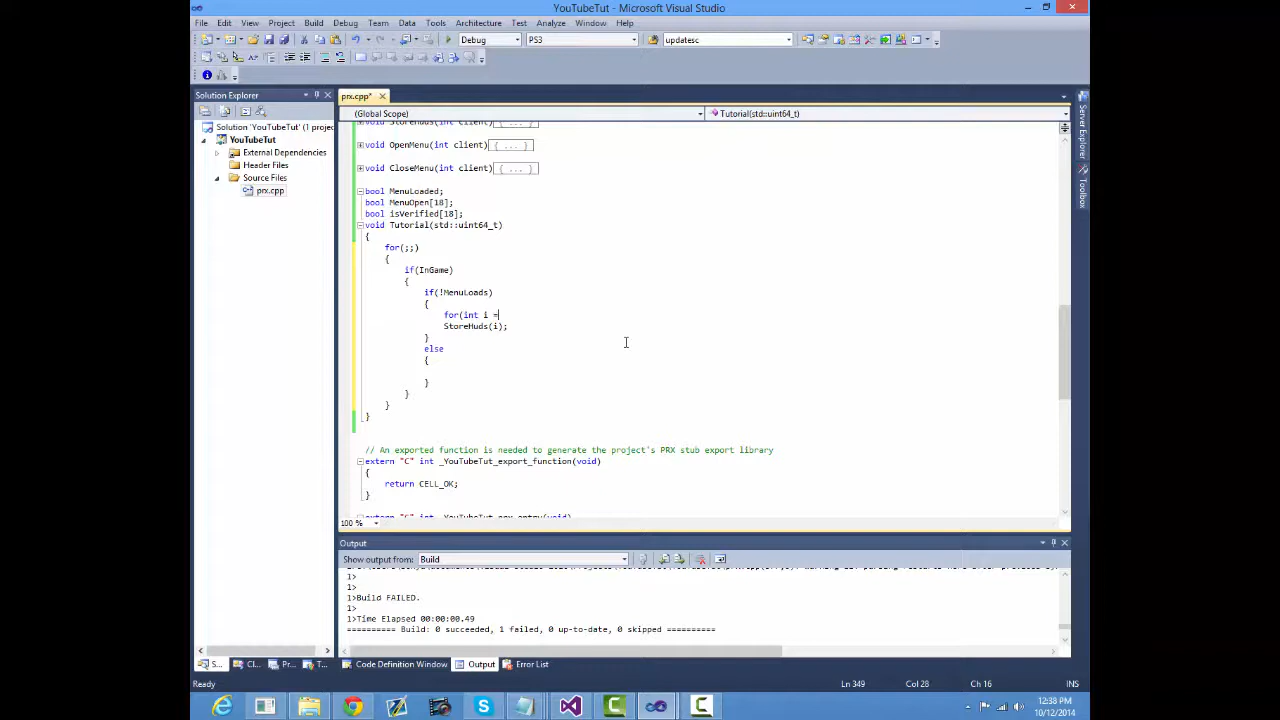 YouTubeTut - Microsoft Visual Studio
File Edit View Project Build Debug Team Data Tools Architecture Test Analyze Window Help
Debug PS3 updatesc
Solution Explorer
Solution 'YouTubeTut' (1 projec
YouTubeTut
External Dependencies
Header Files
Source Files
prx.cpp
prx.cpp*
(Global Scope) Tutorial(std::uint64_t)
void StoreHuds(int client){ ... }
void OpenMenu(int client){ ... }
void CloseMenu(int client){ ... }
bool MenuLoaded;
bool MenuOpen[18];
bool isVerified[18];
void Tutorial(std::uint64_t)
{
for(;;)
{
if(InGame)
{
if(!MenuLoads)
{
for(int i =
StoreHuds(i);
}
else
{
}
}
}
}
// An exported function is needed to generate the project's PRX stub export library
extern "C" int _YouTubeTut_export_function(void)
{
return CELL_OK;
}
extern "C" int _YouTubeTut_prx_entry(void)
100 %
Output
Show output from: Build
1>
1>
1>Build FAILED.
1>
1>Time Elapsed 00:00:00.49
========== Build: 0 succeeded, 1 failed, 0 up-to-date, 0 skipped ==========
S... Cl... Pr... T... Code Definition Window Output Error List
Ready Ln 349 Col 28 Ch 16 INS
Server Explorer
Toolbox
12:38 PM
10/12/2014